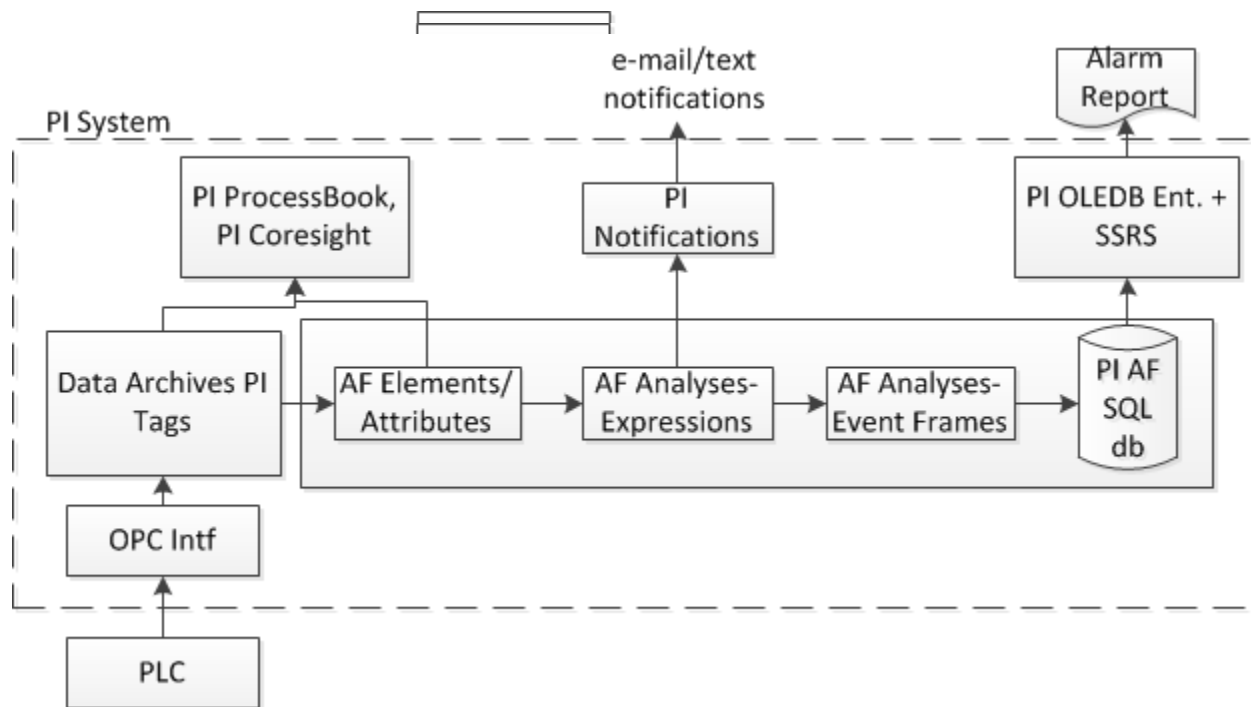 e-mail/text
notifications
Alarm
Report
PI System
PI ProcessBook,
PI Coresight
PI
Notifications
PI OLEDB Ent. +
SSRS
Data Archives PI
Tags
AF Elements/
Attributes
AF Analyses-
Expressions
AF Analyses-
Event Frames
PI AF
SQL
db
OPC Intf
PLC